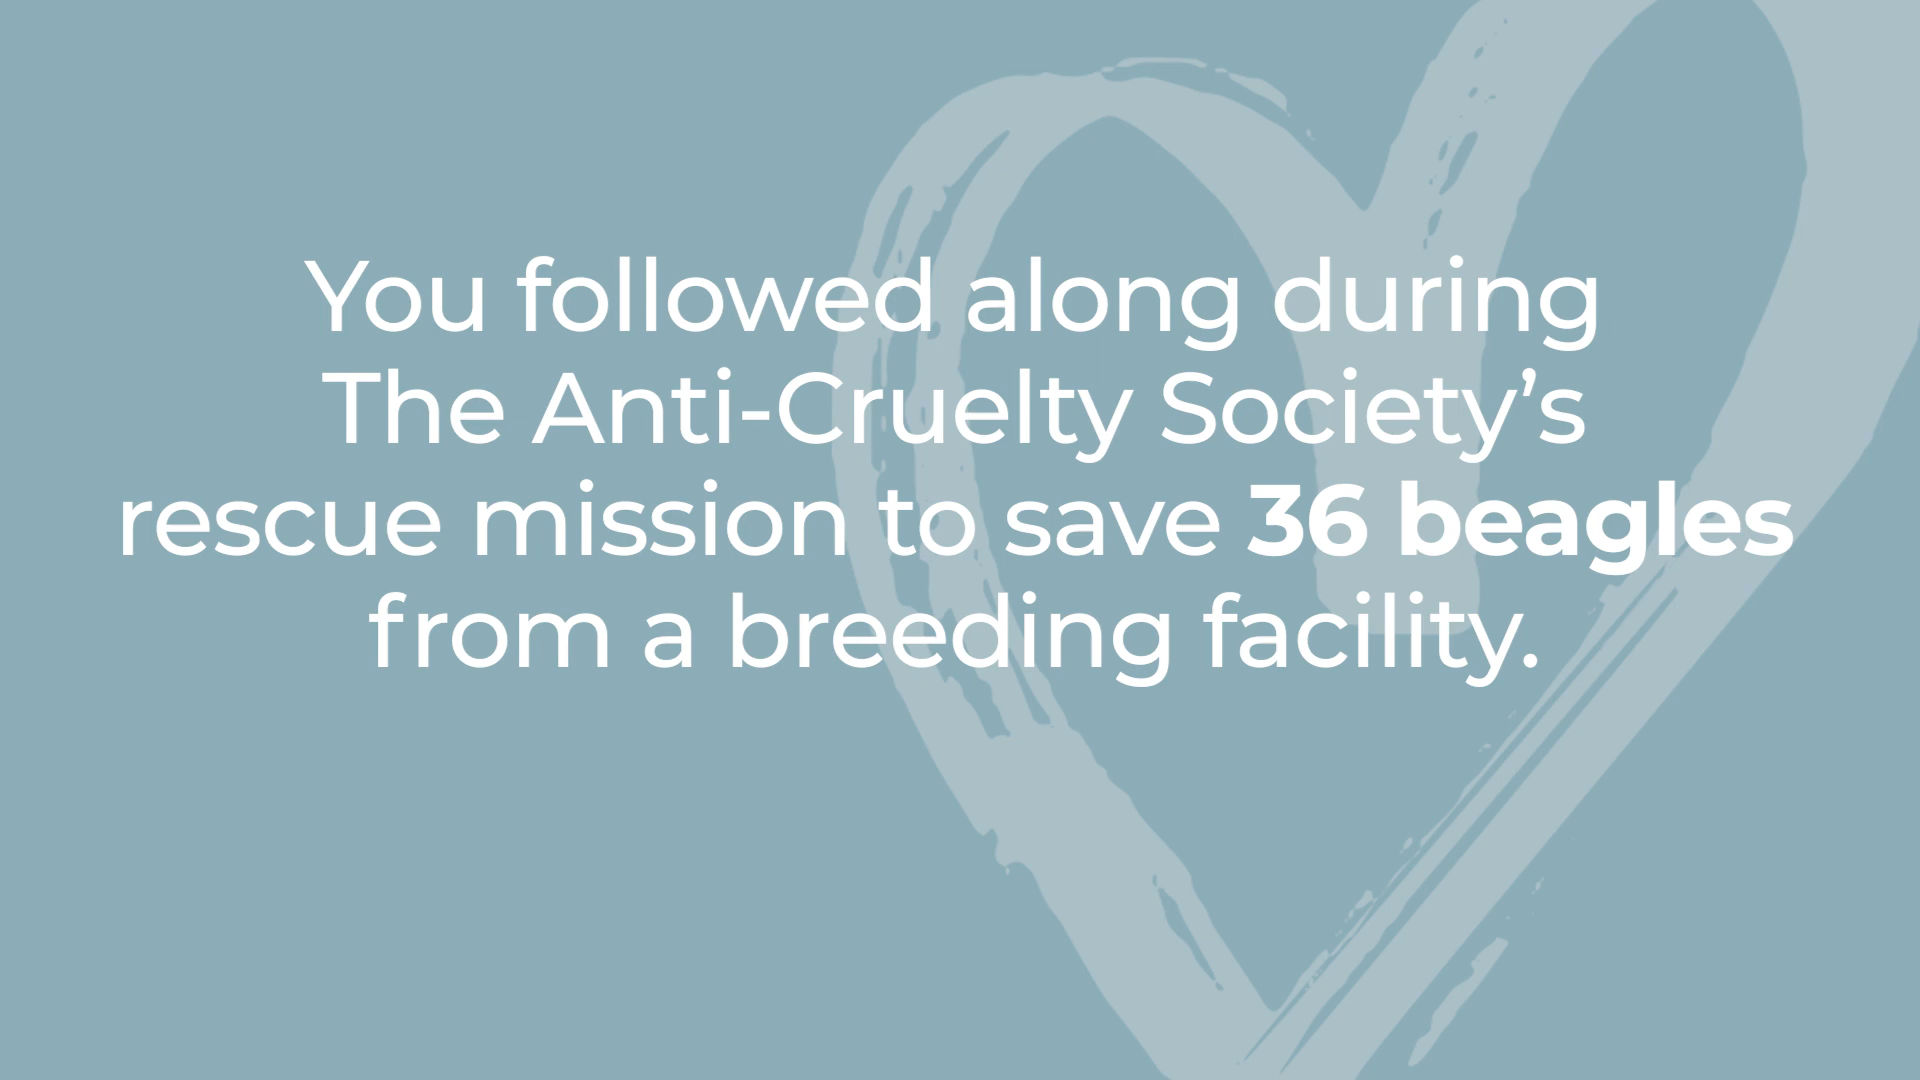 You followed along during
The Anti-Cruelty Society’s
rescue mission to save 36 beagles
from a breeding facility.